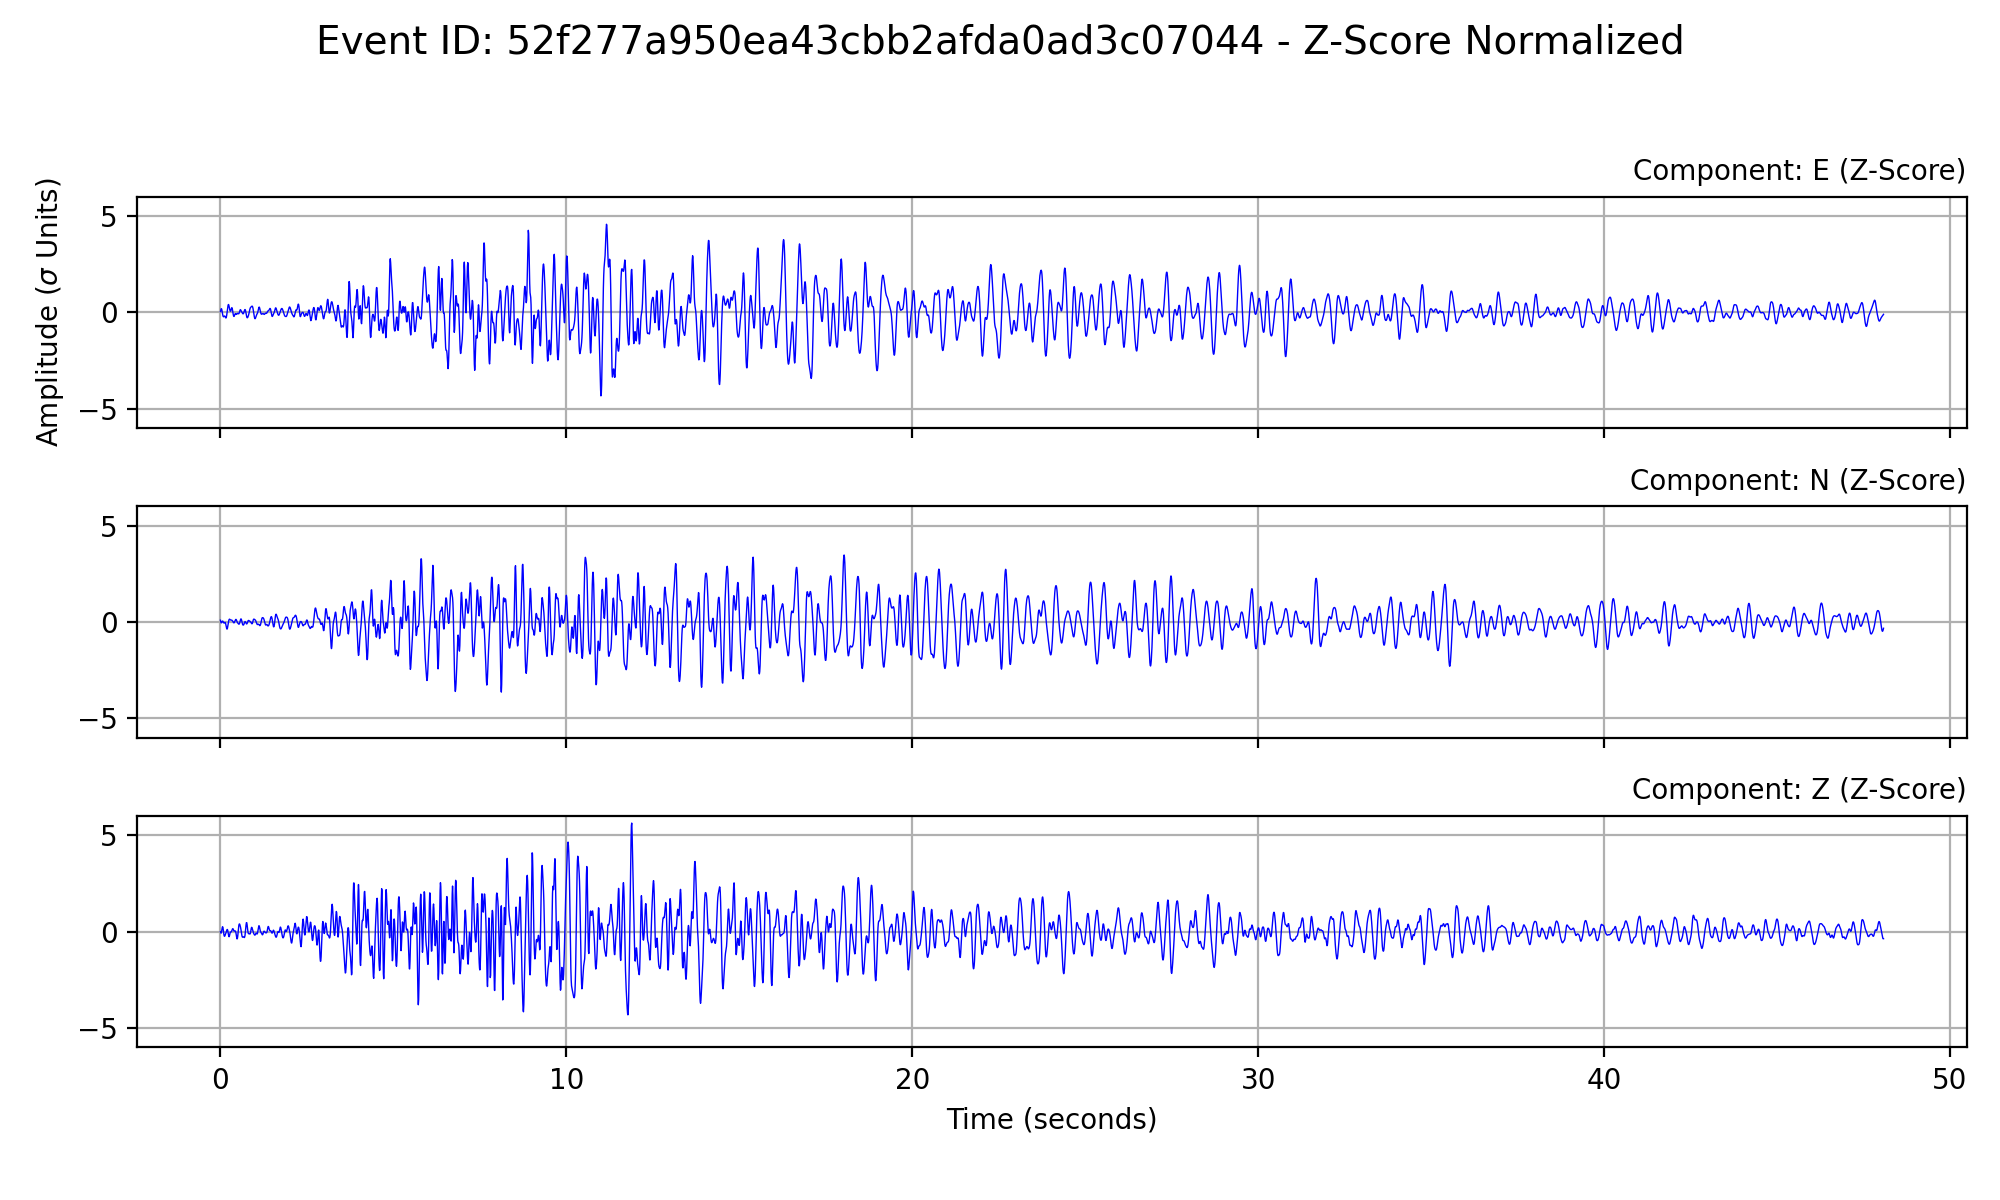 Event ID: 52f277a950ea43cbb2afda0ad3c07044 - Z-Score Normalized
Component: E (Z-Score)
Amplitude (σ Units)
5
0
−5
Component: N (Z-Score)
5
0
−5
Component: Z (Z-Score)
5
0
−5
0 10 20 30 40 50
Time (seconds)